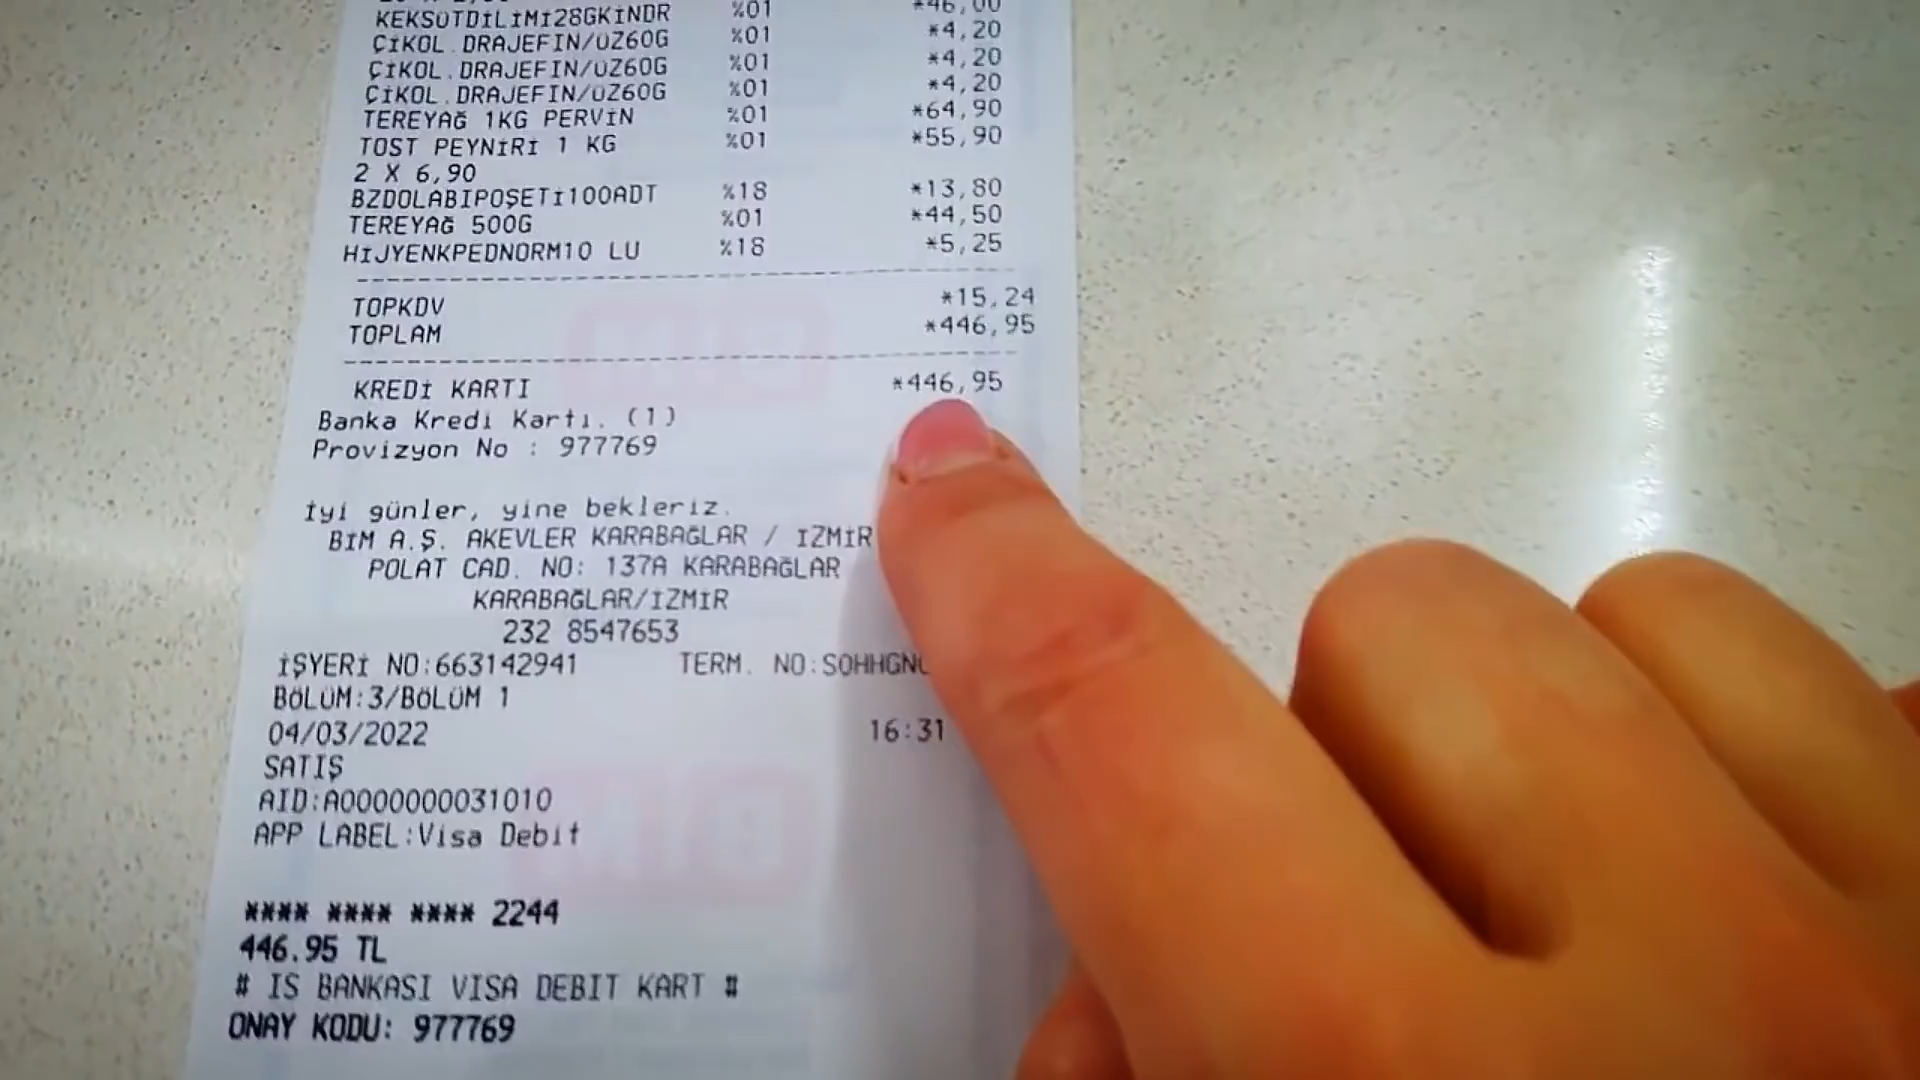 KEKSÜTDİLİMİ28GKİNDR %01 *46,00
ÇİKOL.DRAJEFIN/ÜZ60G %01 *4,20
ÇİKOL.DRAJEFIN/ÜZ60G %01 *4,20
ÇİKOL.DRAJEFIN/ÜZ60G %01 *4,20
TEREYAĞ 1KG PERVİN %01 *64,90
TOST PEYNİRİ 1 KG %01 *55,90
2 X 6,90
BZDOLABIPOŞETİ100ADT %18 *13,80
TEREYAĞ 500G %01 *44,50
HİJYENKPEDNORM10 LU %18 *5,25
TOPKDV *15,24
TOPLAM *446,95
KREDİ KARTI *446,95
Banka Kredi Kartı. (1)
Provizyon No : 977769
İyi günler, yine bekleriz.
BİM A.Ş. AKEVLER KARABAĞLAR / İZMİR
POLAT CAD. NO: 137A KARABAĞLAR
KARABAĞLAR/İZMİR
232 8547653
İŞYERİ NO:663142941 TERM. NO:
BÖLÜM:3/BÖLÜM 1
04/03/2022 16:31
SATIŞ
AID:A0000000031010
APP LABEL:Visa Debit
**** **** **** 2244
446.95 TL
# IS BANKASI VISA DEBIT KART #
ONAY KODU: 977769